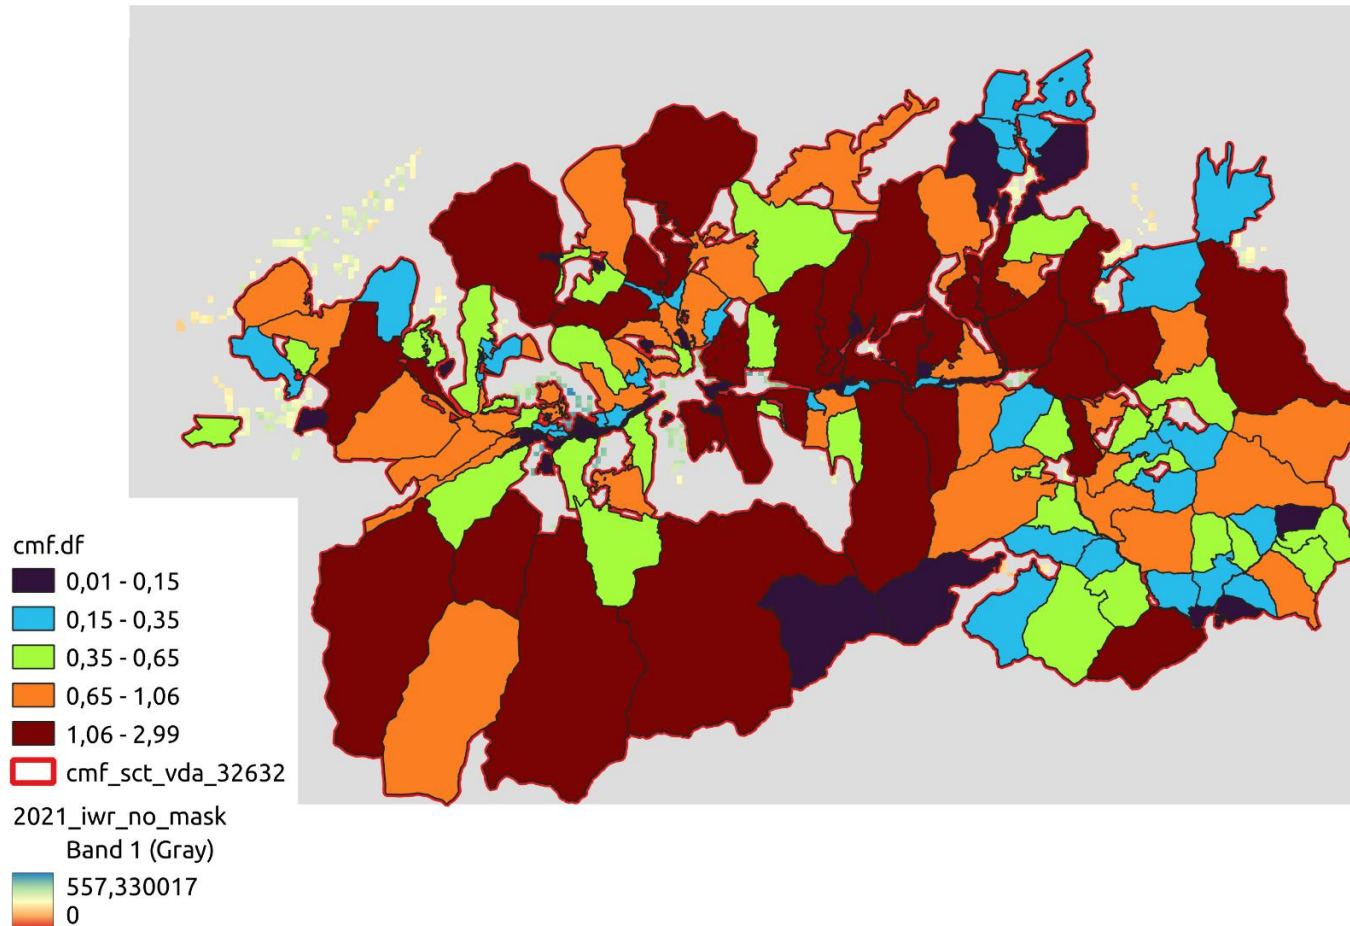 cmf.df
0,01 - 0,15
0,15 - 0,35
0,35 - 0,65
0,65 - 1,06
1,06 - 2,99
cmf_sct_vda_32632
2021_iwr_no_mask
Band 1 (Gray)
557,330017
0